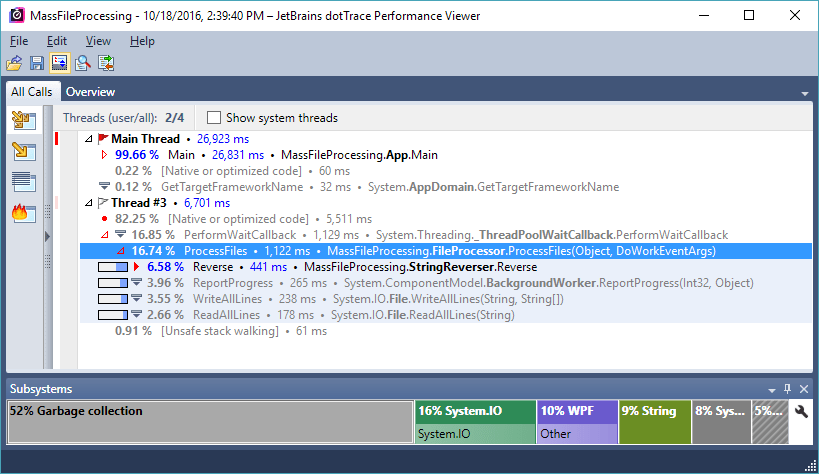 MassFileProcessing - 10/18/2016, 2:39:40 PM – JetBrains dotTrace Performance Viewer
File Edit View Help
All Calls Overview
Threads (user/all): 2/4 Show system threads
Main Thread • 26,923 ms
99.66 % Main • 26,831 ms • MassFileProcessing.App.Main
0.22 % [Native or optimized code] • 60 ms
0.12 % GetTargetFrameworkName • 32 ms • System.AppDomain.GetTargetFrameworkName
Thread #3 • 6,701 ms
82.25 % [Native or optimized code] • 5,511 ms
16.85 % PerformWaitCallback • 1,129 ms • System.Threading._ThreadPoolWaitCallback.PerformWaitCallback
16.74 % ProcessFiles • 1,122 ms • MassFileProcessing.FileProcessor.ProcessFiles(Object, DoWorkEventArgs)
6.58 % Reverse • 441 ms • MassFileProcessing.StringReverser.Reverse
3.96 % ReportProgress • 265 ms • System.ComponentModel.BackgroundWorker.ReportProgress(Int32, Object)
3.55 % WriteAllLines • 238 ms • System.IO.File.WriteAllLines(String, String[])
2.66 % ReadAllLines • 178 ms • System.IO.File.ReadAllLines(String)
0.91 % [Unsafe stack walking] • 61 ms
Subsystems
52% Garbage collection 16% System.IO 10% WPF 9% String 8% Sys... 5%...
System.IO Other